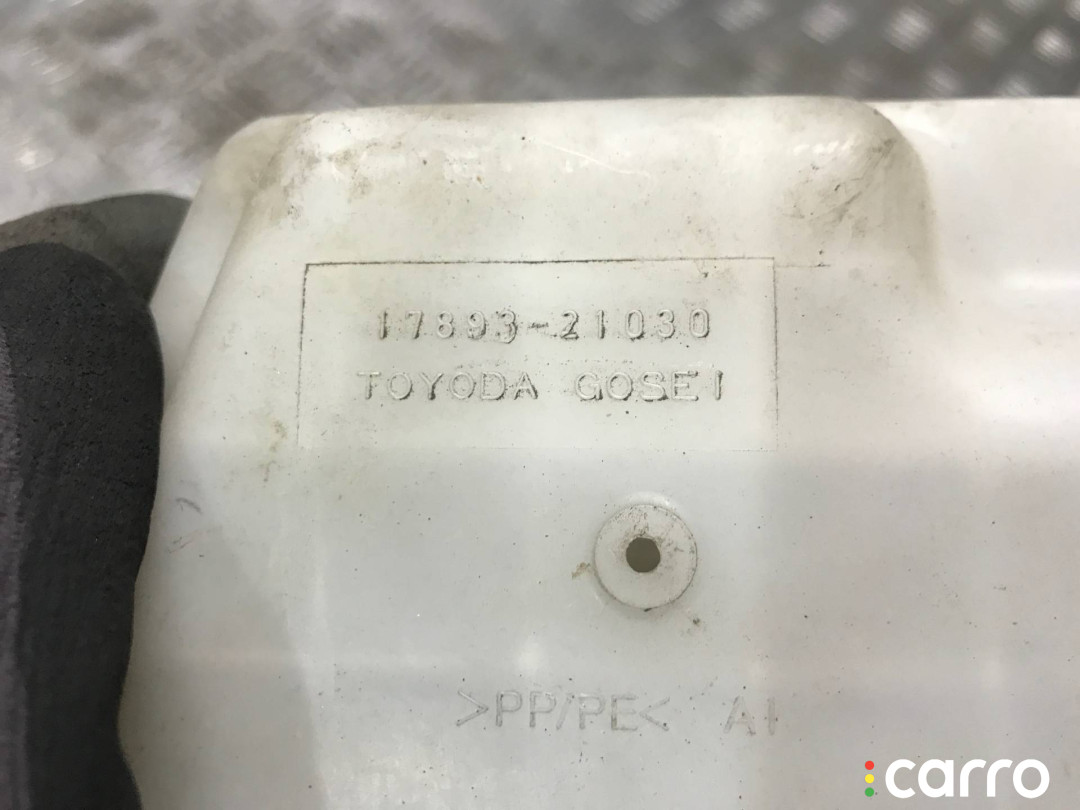 17893-21030
TOYODA GOSEI
>PP/PE< A1
carro